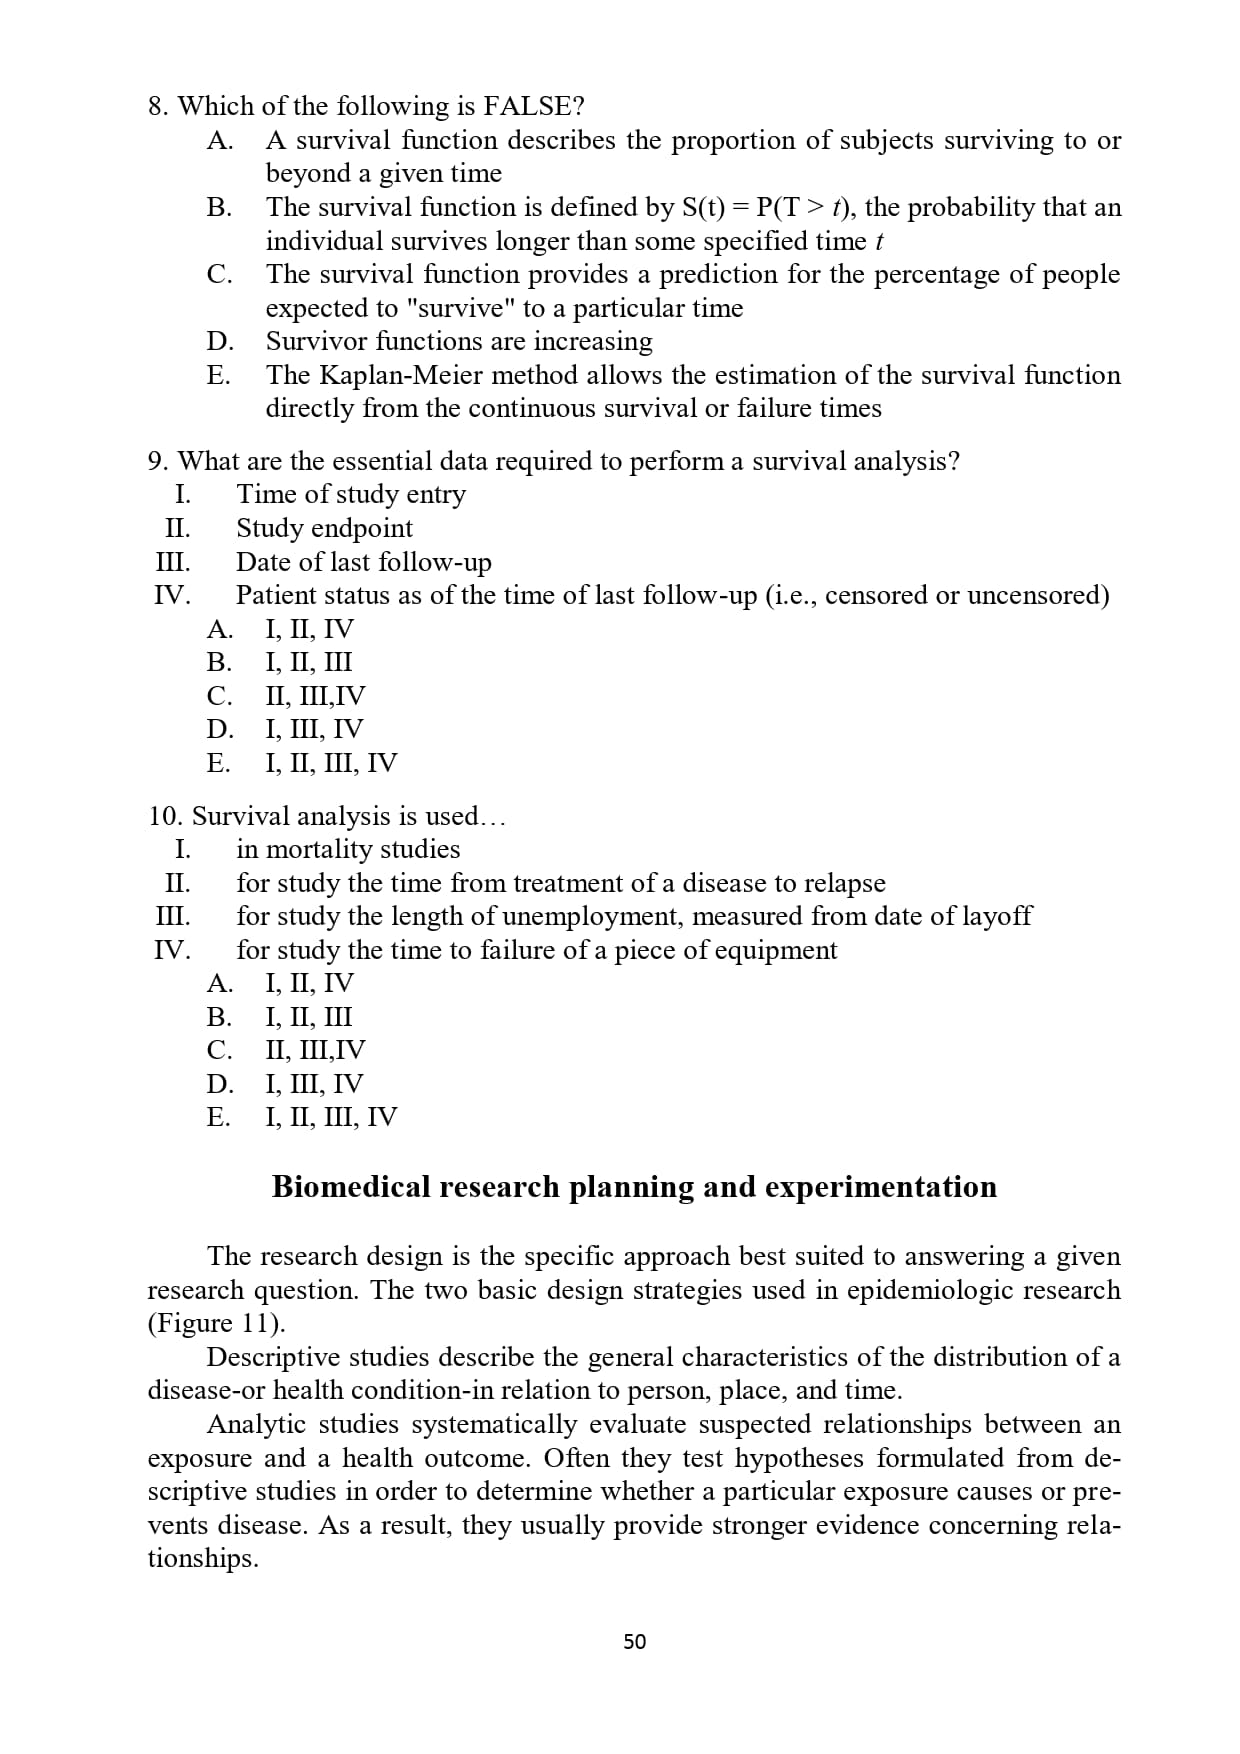 8. Which of the following is FALSE?
A. A survival function describes the proportion of subjects surviving to or
beyond a given time
B. The survival function is defined by S(t) = P(T > t), the probability that an
individual survives longer than some specified time t
C. The survival function provides a prediction for the percentage of people
expected to "survive" to a particular time
D. Survivor functions are increasing
E. The Kaplan-Meier method allows the estimation of the survival function
directly from the continuous survival or failure times
9. What are the essential data required to perform a survival analysis?
I. Time of study entry
II. Study endpoint
III. Date of last follow-up
IV. Patient status as of the time of last follow-up (i.e., censored or uncensored)
A. I, II, IV
B. I, II, III
C. II, III,IV
D. I, III, IV
E. I, II, III, IV
10. Survival analysis is used…
I. in mortality studies
II. for study the time from treatment of a disease to relapse
III. for study the length of unemployment, measured from date of layoff
IV. for study the time to failure of a piece of equipment
A. I, II, IV
B. I, II, III
C. II, III,IV
D. I, III, IV
E. I, II, III, IV
Biomedical research planning and experimentation
The research design is the specific approach best suited to answering a given
research question. The two basic design strategies used in epidemiologic research
(Figure 11).
Descriptive studies describe the general characteristics of the distribution of a
disease-or health condition-in relation to person, place, and time.
Analytic studies systematically evaluate suspected relationships between an
exposure and a health outcome. Often they test hypotheses formulated from de-
scriptive studies in order to determine whether a particular exposure causes or pre-
vents disease. As a result, they usually provide stronger evidence concerning rela-
tionships.
50